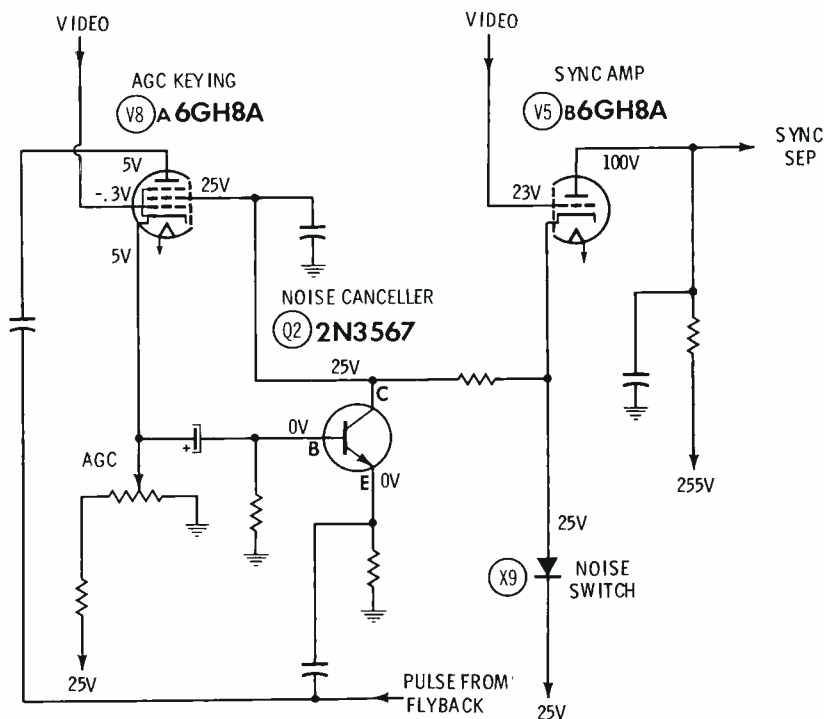 VIDEO
AGC KEYING
V8 A 6GH8A
5V
-.3V
25V
5V
VIDEO
SYNC AMP
V5 B 6GH8A
100V
23V
SYNC
SEP
NOISE CANCELLER
Q2 2N3567
25V
C
0V
B
E
0V
+
AGC
25V
255V
25V
X9
NOISE
SWITCH
25V
PULSE FROM
FLYBACK